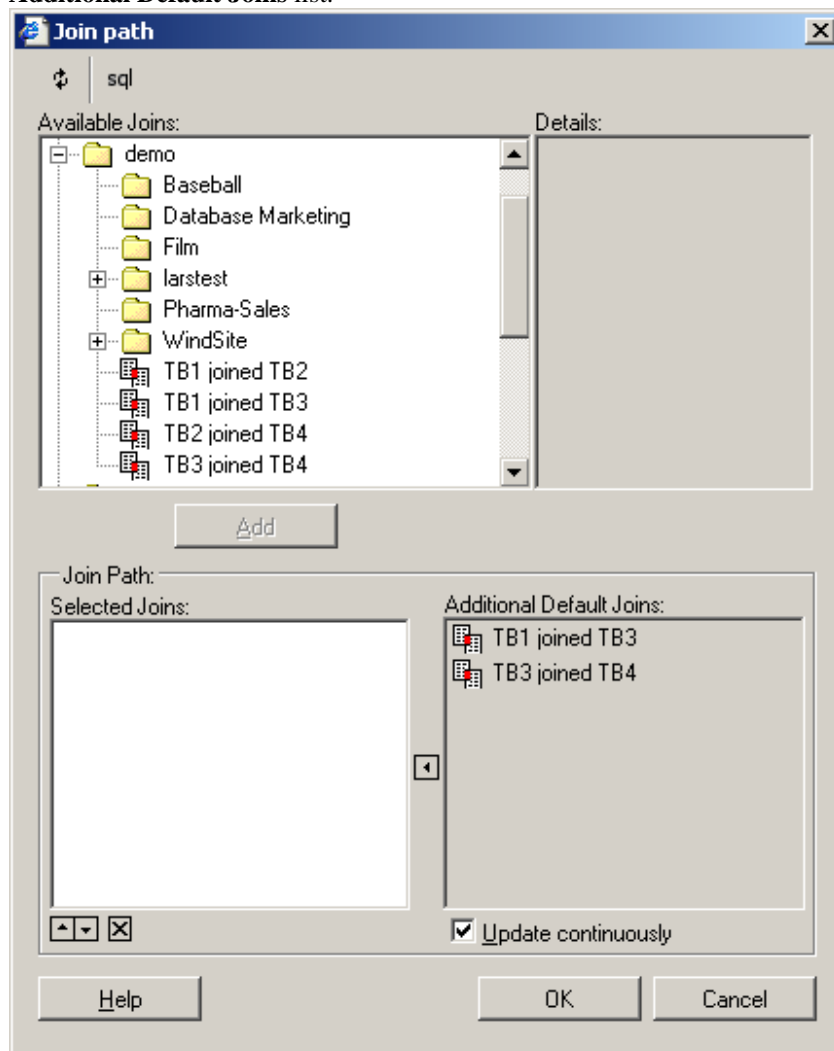 Additional Default Joins list.
Join path
sql
Available Joins:
Details:
demo
Baseball
Database Marketing
Film
larstest
Pharma-Sales
WindSite
TB1 joined TB2
TB1 joined TB3
TB2 joined TB4
TB3 joined TB4
Add
Join Path:
Selected Joins:
Additional Default Joins:
TB1 joined TB3
TB3 joined TB4
Update continuously
Help
OK
Cancel